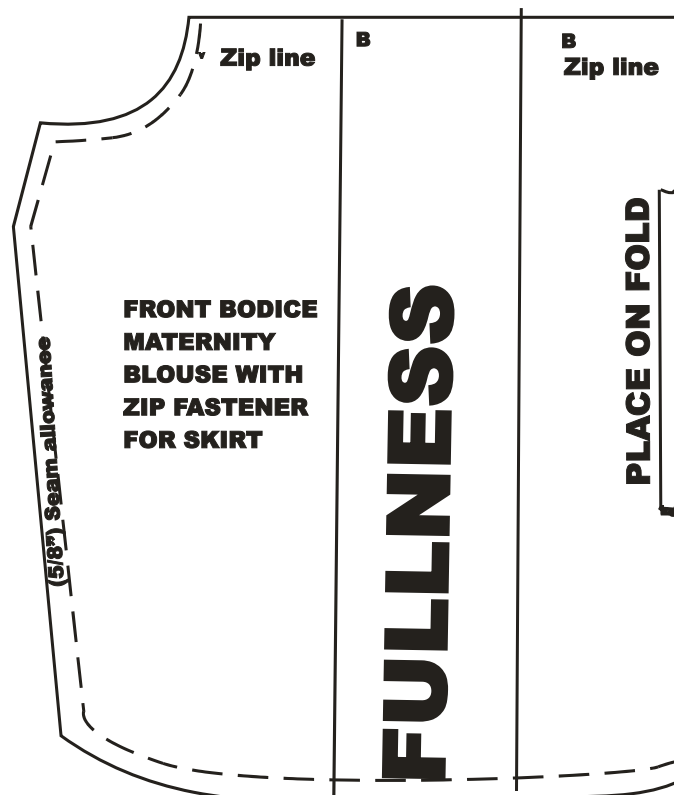 Zip line
B
B
Zip line
PLACE ON FOLD
FRONT BODICE
MATERNITY
BLOUSE WITH
ZIP FASTENER
FOR SKIRT
FULLNESS
(5/8") Seam allowance